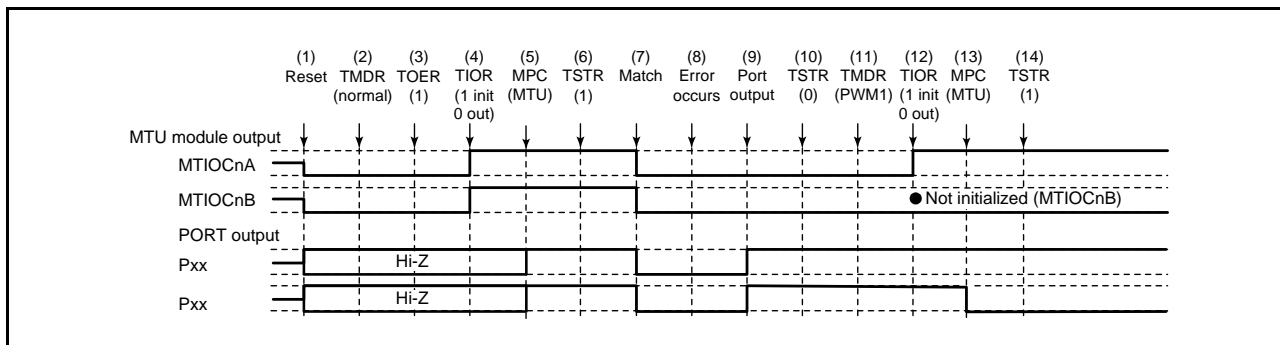 (1) (2) (3) (4) (5) (6) (7) (8) (9) (10) (11) (12) (13) (14)
Reset TMDR TOER TIOR MPC TSTR Match Error Port TSTR TMDR TIOR MPC TSTR
(normal) (1) (1 init (MTU) (1) occurs output (0) (PWM1) (1 init (MTU) (1)
0 out) 0 out)
MTU module output
MTIOCnA
MTIOCnB
● Not initialized (MTIOCnB)
PORT output
Pxx Hi-Z
Pxx Hi-Z